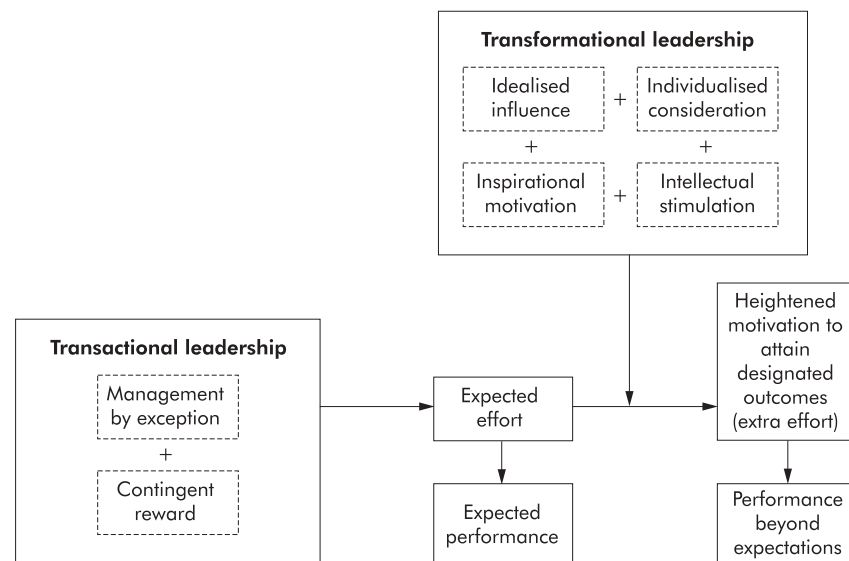 Transformational leadership
Idealised
influence
+
Individualised
consideration
+
+
Inspirational
motivation
+
Intellectual
stimulation
Transactional leadership
Management
by exception
+
Contingent
reward
Expected
effort
Expected
performance
Heightened
motivation to
attain
designated
outcomes
(extra effort)
Performance
beyond
expectations